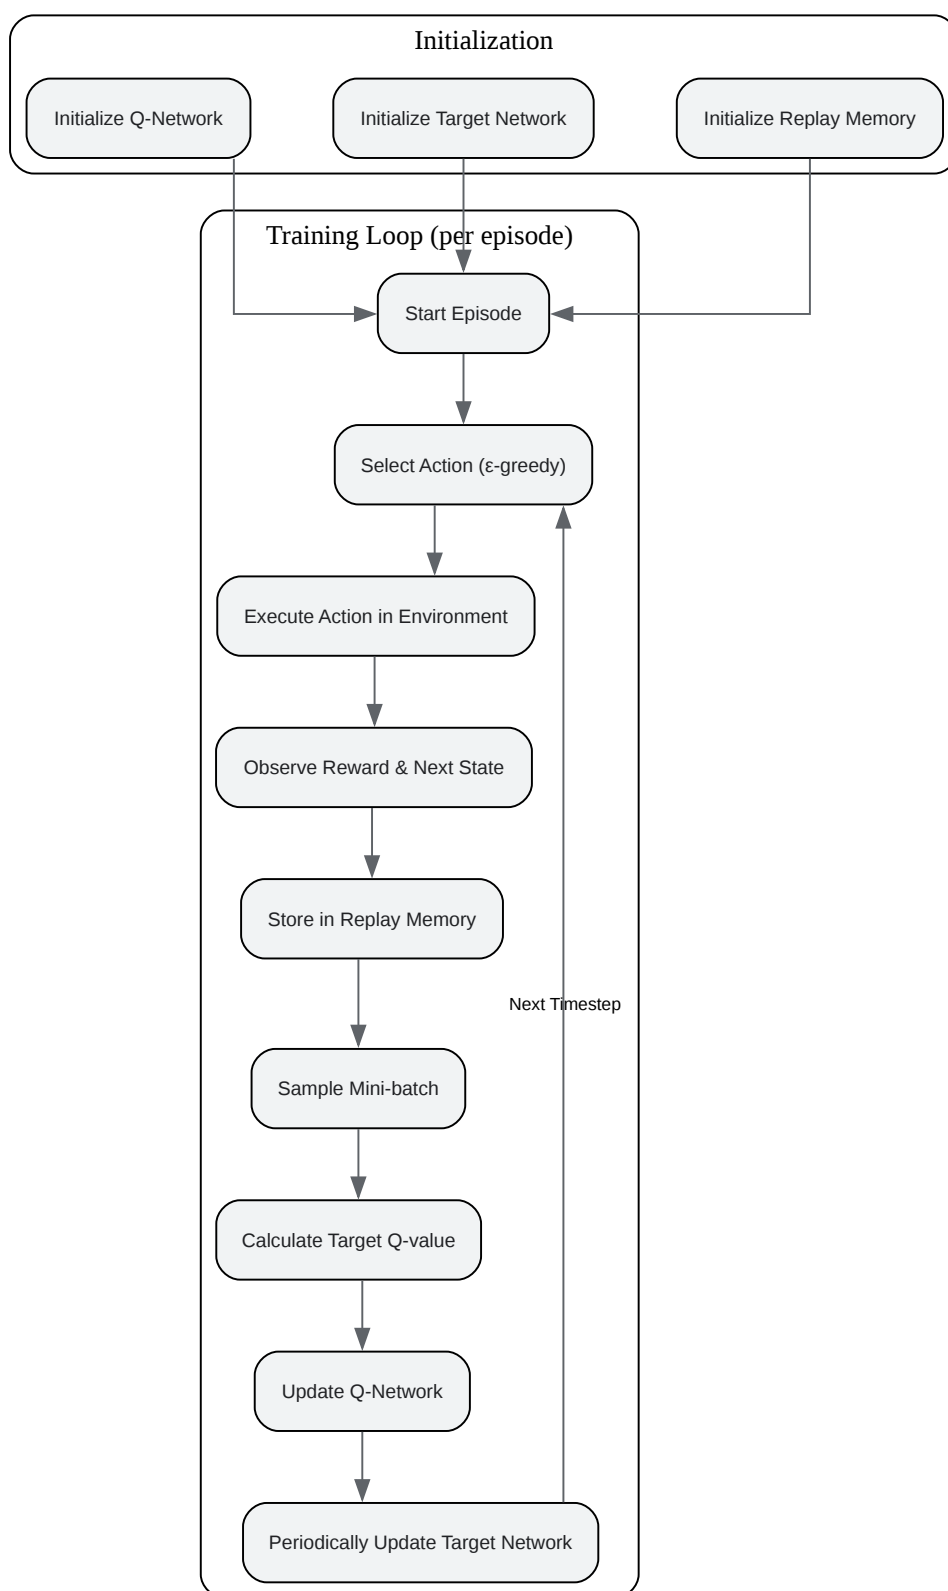 Initialization
Initialize Q-Network
Initialize Target Network
Initialize Replay Memory
Training Loop (per episode)
Start Episode
Select Action (ε-greedy)
Execute Action in Environment
Observe Reward & Next State
Store in Replay Memory
Next Timestep
Sample Mini-batch
Calculate Target Q-value
Update Q-Network
Periodically Update Target Network